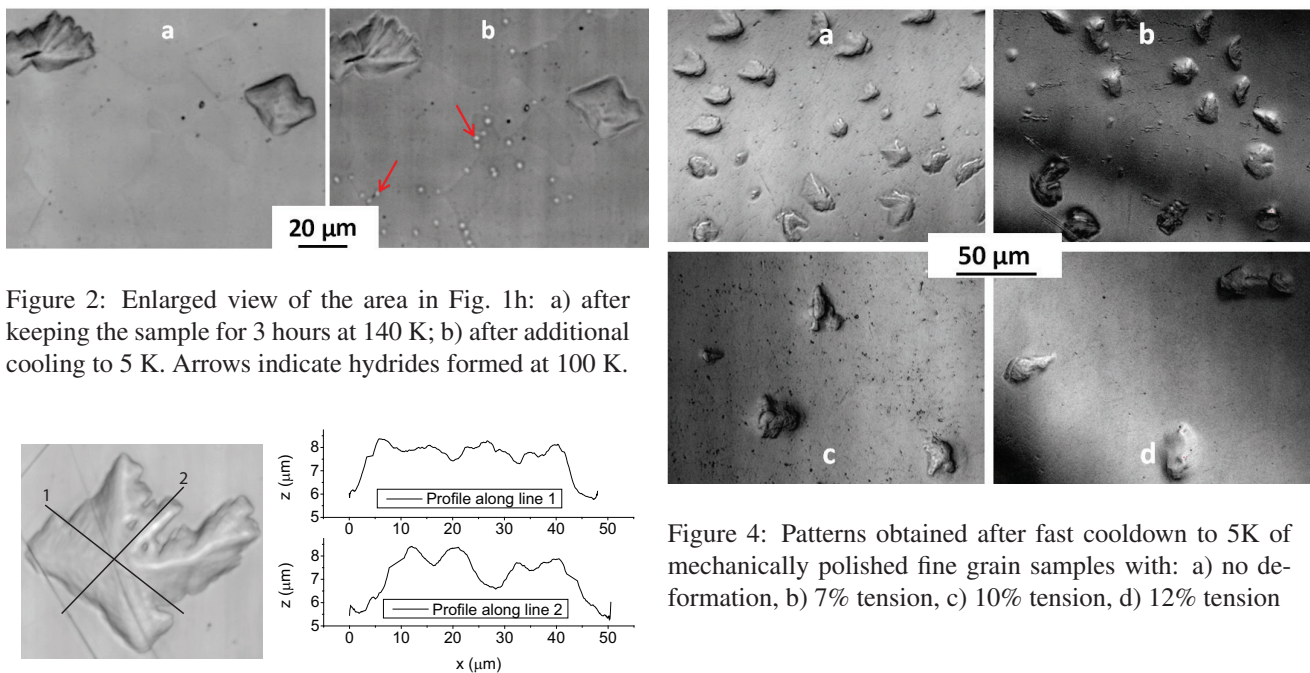 a
b
20 µm
Figure 2: Enlarged view of the area in Fig. 1h: a) after
keeping the sample for 3 hours at 140 K; b) after additional
cooling to 5 K. Arrows indicate hydrides formed at 100 K.
1
2
8
7
6
5
z (µm)
Profile along line 1
0 10 20 30 40 50
8
7
6
5
z (µm)
Profile along line 2
0 10 20 30 40 50
x (µm)
a
b
50 µm
c
d
Figure 4: Patterns obtained after fast cooldown to 5K of
mechanically polished fine grain samples with: a) no de-
formation, b) 7% tension, c) 10% tension, d) 12% tension